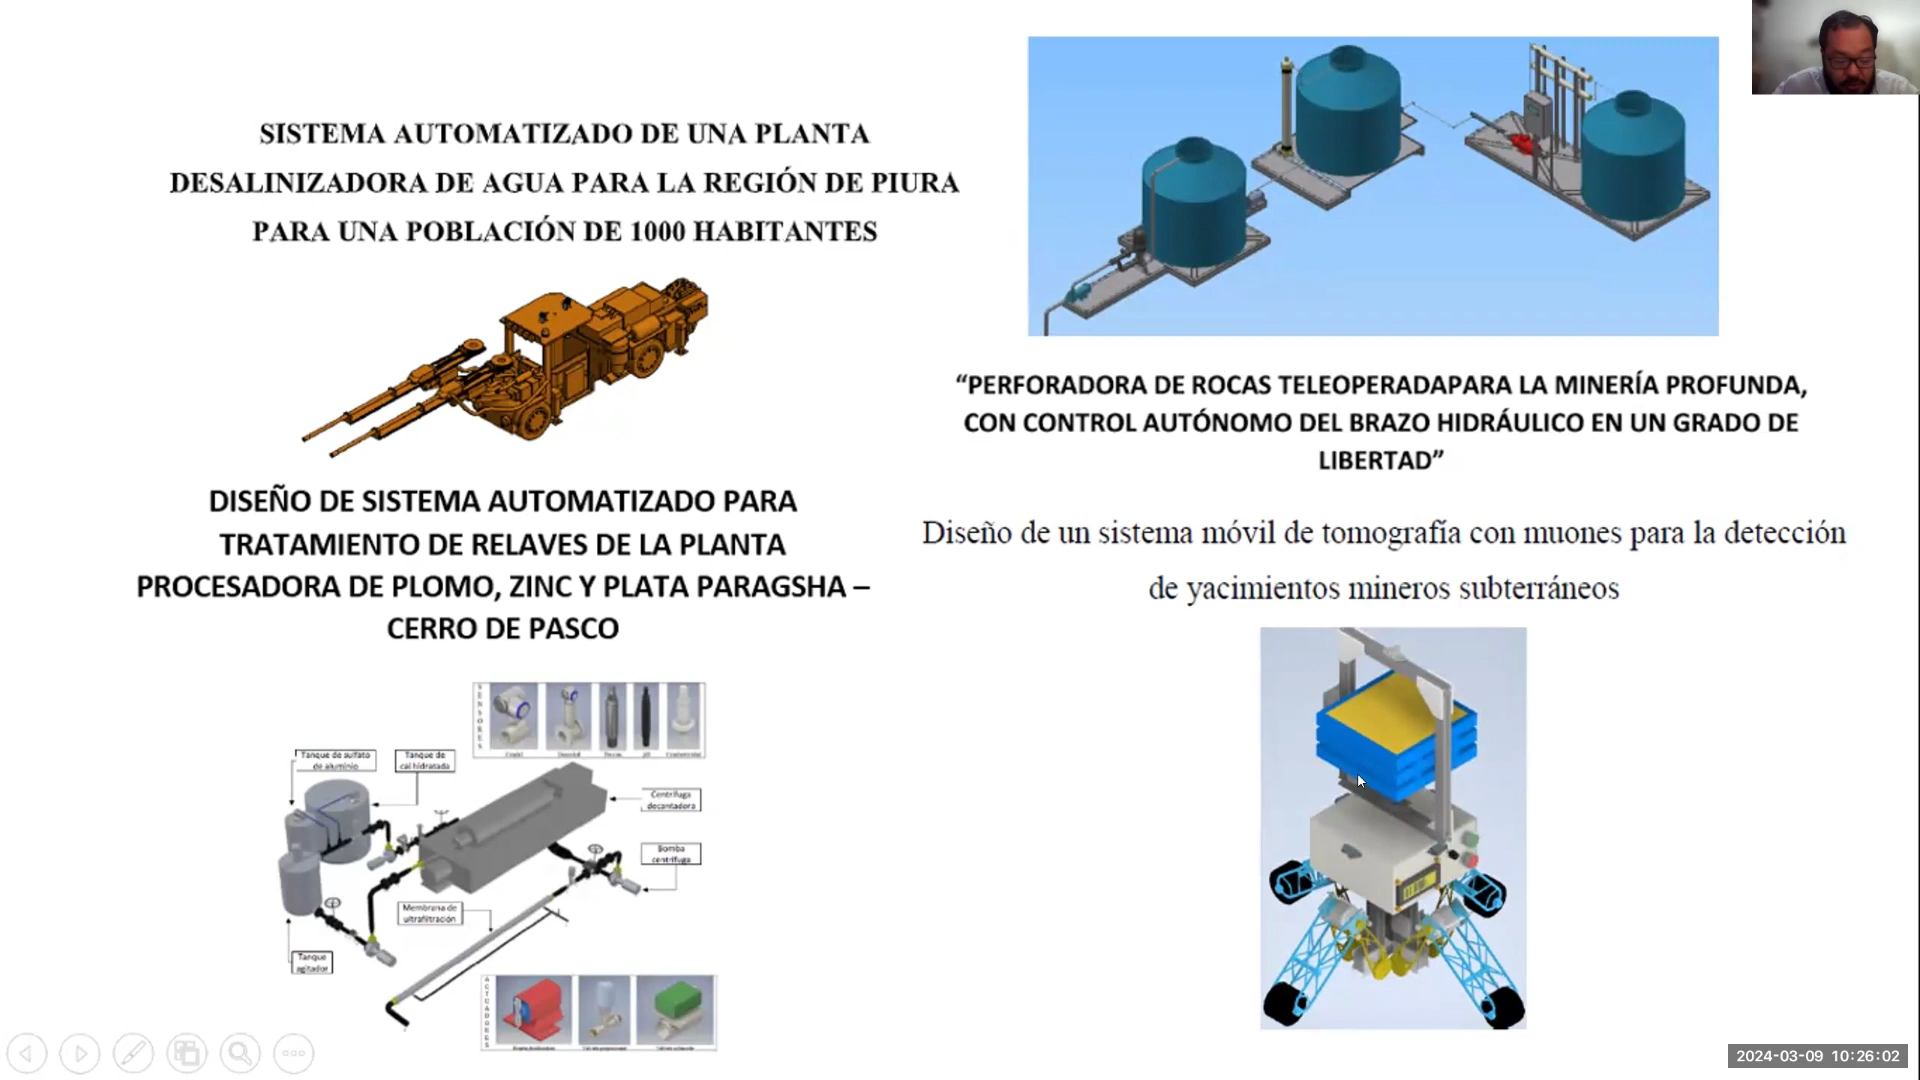 SISTEMA AUTOMATIZADO DE UNA PLANTA
DESALINIZADORA DE AGUA PARA LA REGIÓN DE PIURA
PARA UNA POBLACIÓN DE 1000 HABITANTES
“PERFORADORA DE ROCAS TELEOPERADAPARA LA MINERÍA PROFUNDA,
CON CONTROL AUTÓNOMO DEL BRAZO HIDRÁULICO EN UN GRADO DE
LIBERTAD”
DISEÑO DE SISTEMA AUTOMATIZADO PARA
TRATAMIENTO DE RELAVES DE LA PLANTA
PROCESADORA DE PLOMO, ZINC Y PLATA PARAGSHA –
CERRO DE PASCO
Diseño de un sistema móvil de tomografía con muones para la detección
de yacimientos mineros subterráneos
SENSORES
Tanque de sulfato
de aluminio
Tanque de
cal hidratada
Centrífuga
decantadora
Bomba
centrífuga
Membrana de
ultrafiltración
Tanque
agitador
ACTUADORES
2024-03-09 10:26:02